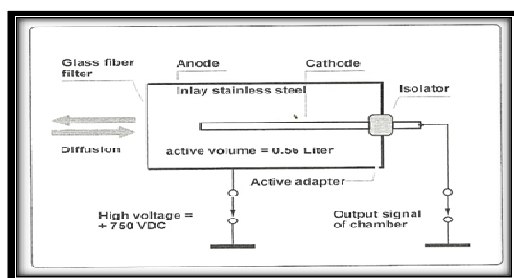 Glass fiber
filter
Anode
Cathode
Inlay stainless steel
Isolator
Diffusion
active volume = 0.56 Liter
Active adapter
High voltage =
+ 750 VDC
Output signal
of chamber